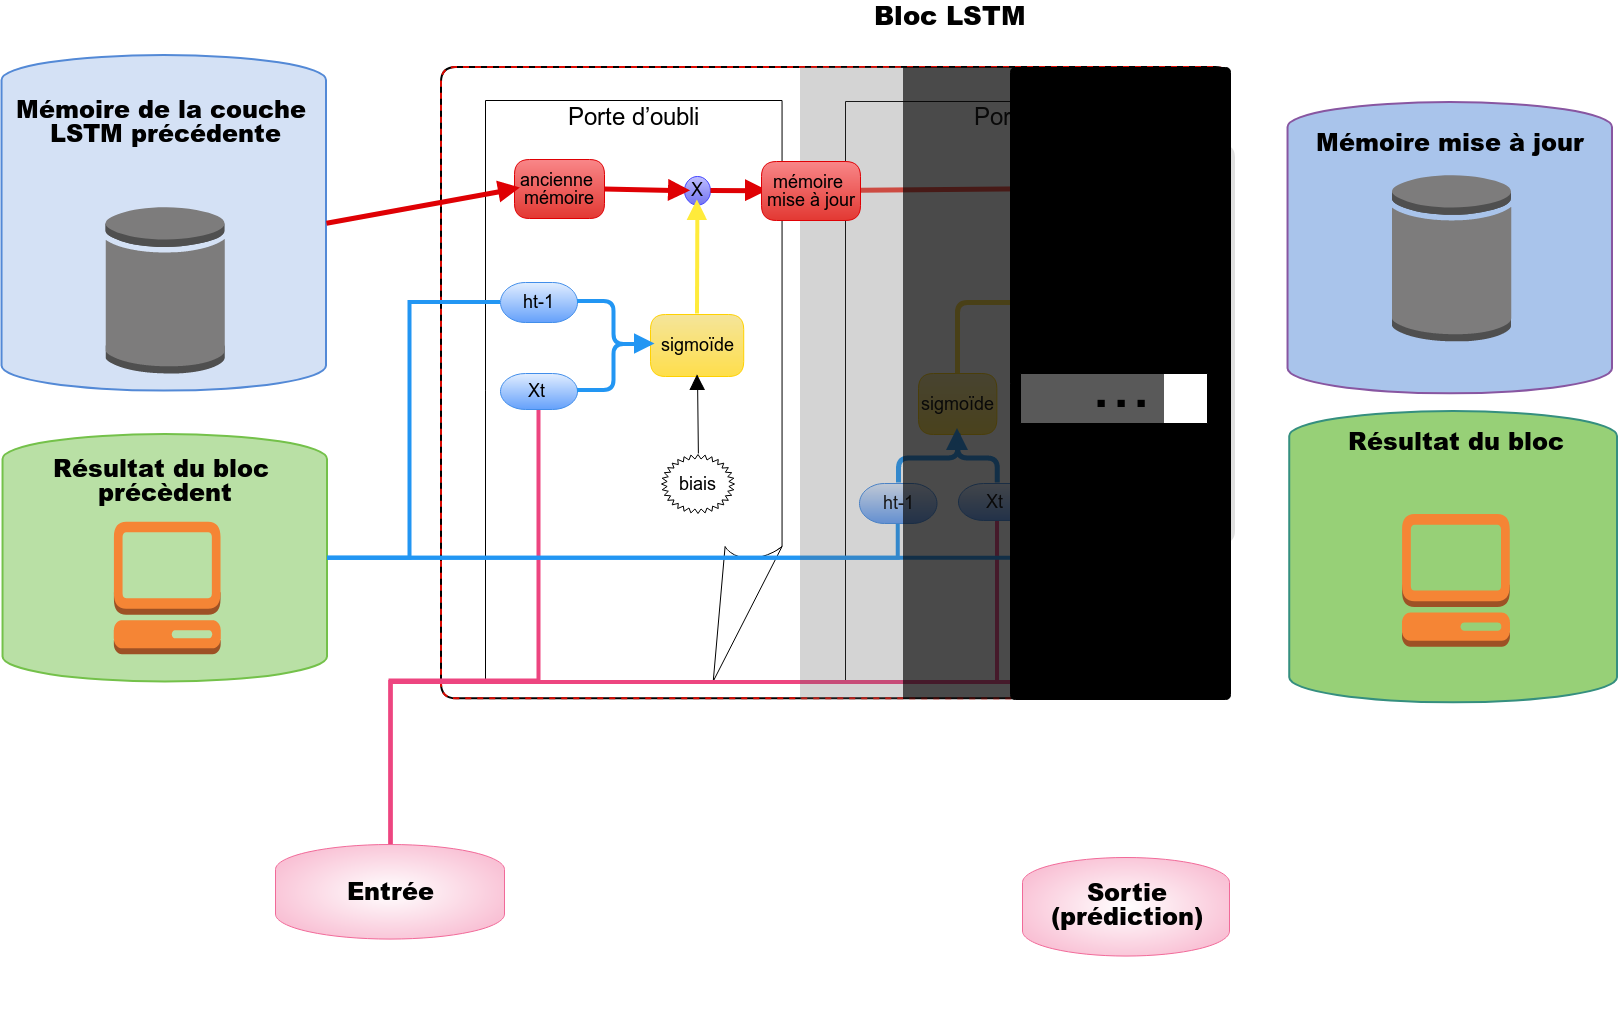 Bloc LSTM
Mémoire de la couche
LSTM précédente
Porte d’oubli
Por
ancienne
mémoire
X
mémoire
mise à jour
ht-1
sigmoïde
Xt
biais
sigmoïde
ht-1
Xt
...
Mémoire mise à jour
Résultat du bloc
précèdent
Résultat du bloc
Entrée
Sortie
(prédiction)